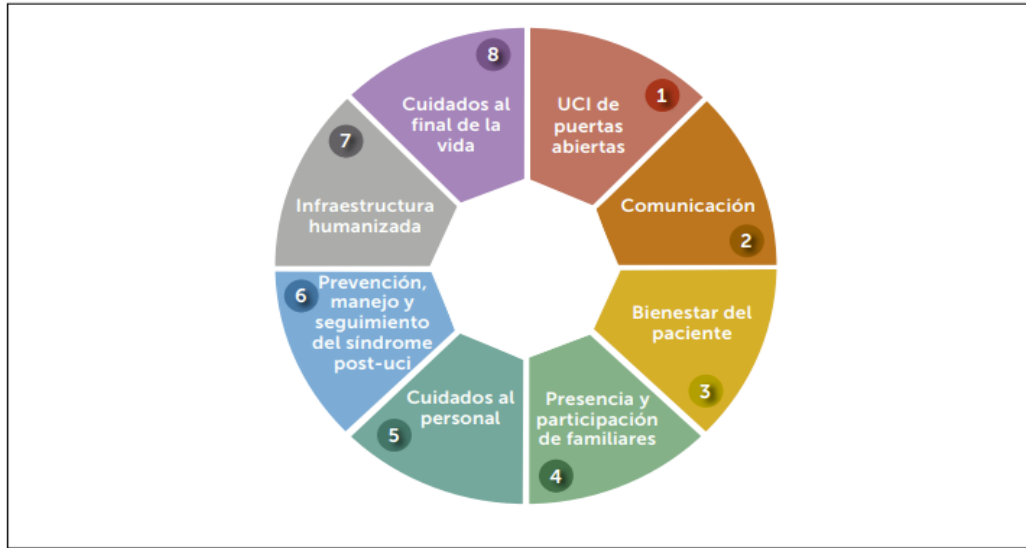 1
UCI de
puertas
abiertas
Comunicación
2
Bienestar del
paciente
3
Presencia y
participación
de familiares
4
Cuidados al
personal
5
6
Prevención,
manejo y
seguimiento
del síndrome
post-uci
7
Infraestructura
humanizada
8
Cuidados al
final de la
vida